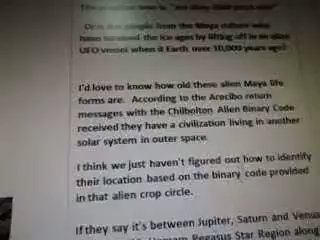 Or is the people from the Maya culture who
have survived the ice ages by lifting off in an alien
UFO vessel when it Earth over 10,000 years ago?
I'd love to know how old these alien Maya life
forms are. According to the Arecibo return
messages with the Chilbolton Alien Binary Code
received they have a civilization living in another
solar system in outer space.
I think we just haven't figured out how to identify
their location based on the binary code provided
in that alien crop circle.
If they say it's between Jupiter, Saturn and Venus
Pegasus Star Region along